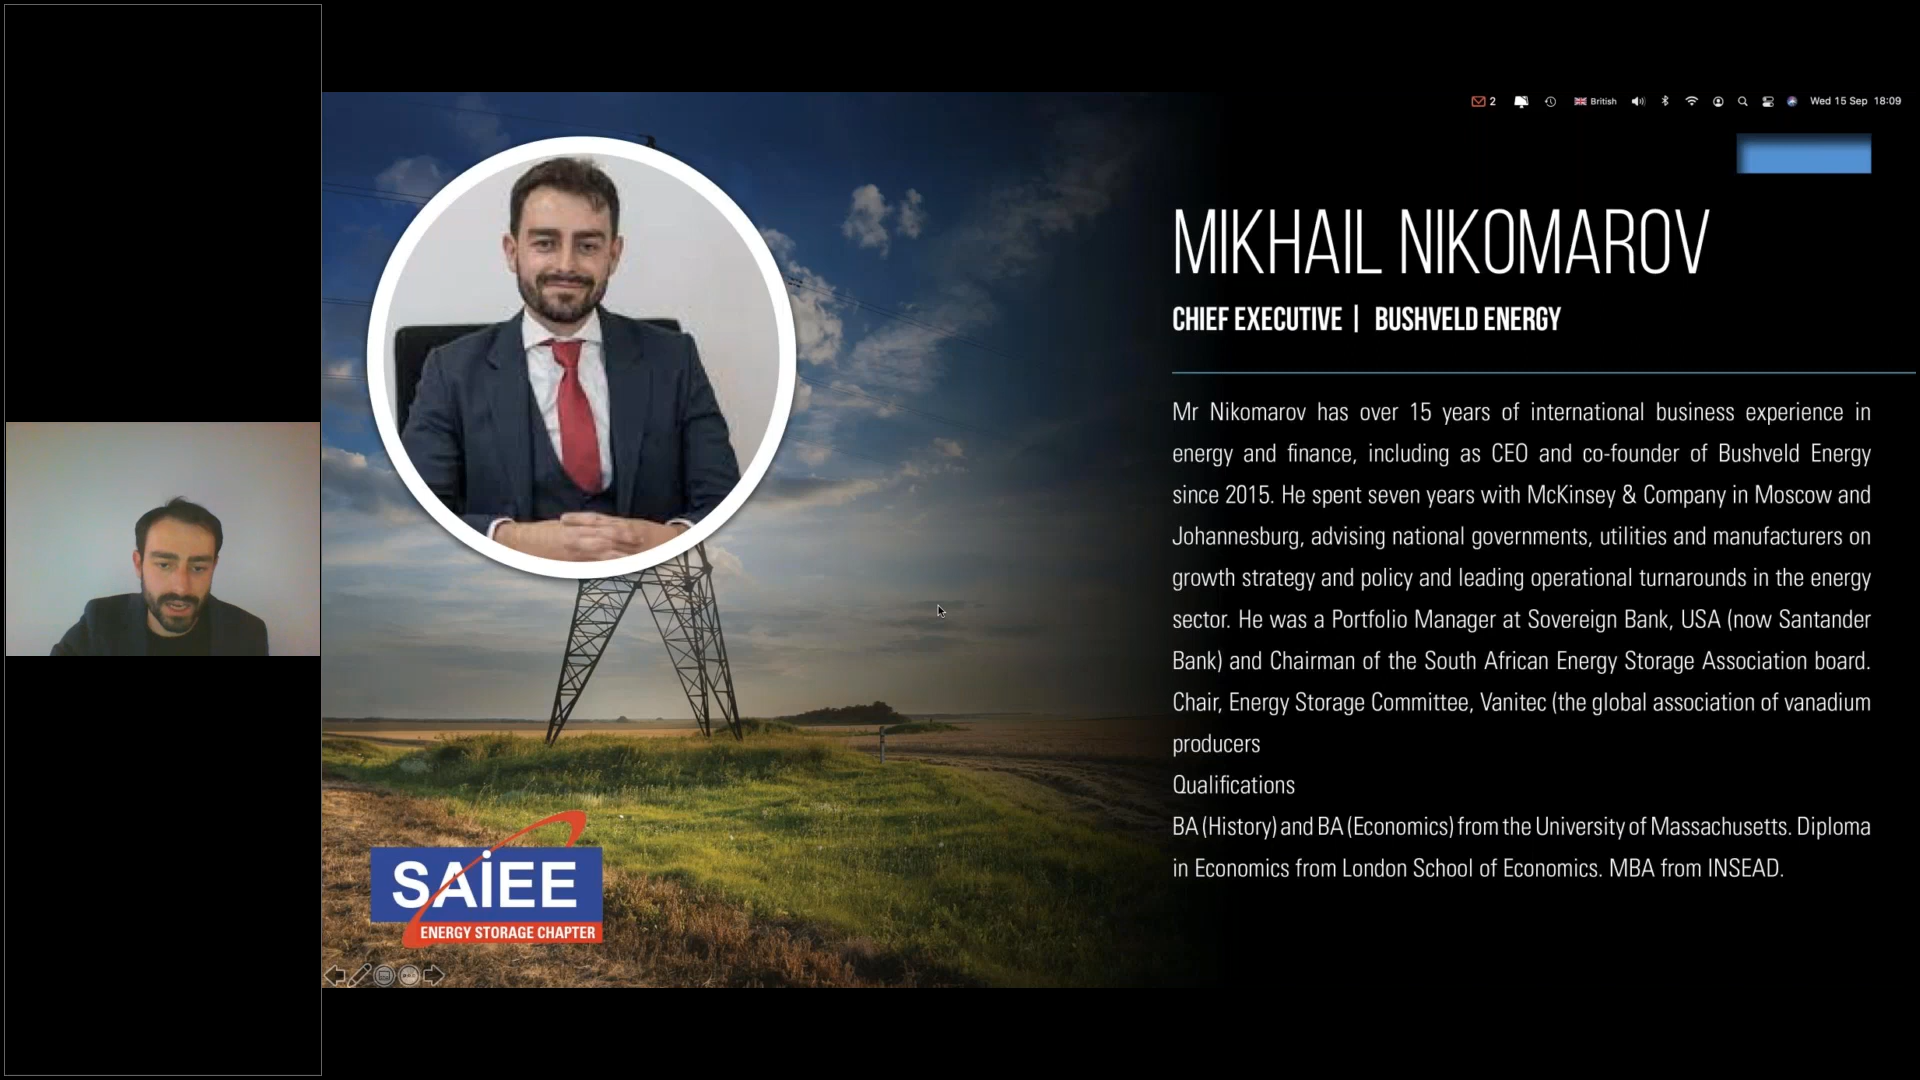 2 British Wed 15 Sep 18:09
MIKHAIL NIKOMAROV
CHIEF EXECUTIVE | BUSHVELD ENERGY
Mr Nikomarov has over 15 years of international business experience in
energy and finance, including as CEO and co-founder of Bushveld Energy
since 2015. He spent seven years with McKinsey & Company in Moscow and
Johannesburg, advising national governments, utilities and manufacturers on
growth strategy and policy and leading operational turnarounds in the energy
sector. He was a Portfolio Manager at Sovereign Bank, USA (now Santander
Bank) and Chairman of the South African Energy Storage Association board.
Chair, Energy Storage Committee, Vanitec (the global association of vanadium
producers
Qualifications
BA (History) and BA (Economics) from the University of Massachusetts. Diploma
in Economics from London School of Economics. MBA from INSEAD.
SAiEE
ENERGY STORAGE CHAPTER